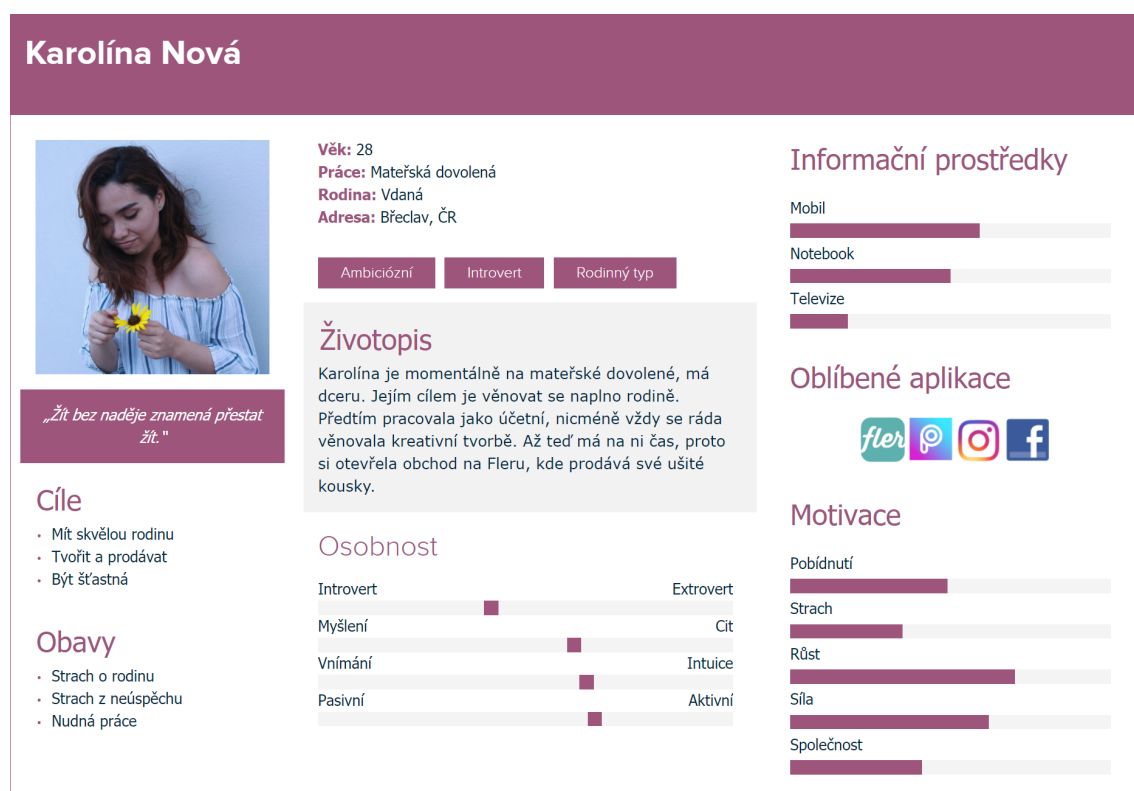 Karolína Nová
„Žít bez naděje znamená přestat
žít."
Cíle
• Mít skvělou rodinu
• Tvořit a prodávat
• Být šťastná
Obavy
• Strach o rodinu
• Strach z neúspěchu
• Nudná práce
Věk: 28
Práce: Mateřská dovolená
Rodina: Vdaná
Adresa: Břeclav, ČR
Ambiciózní Introvert Rodinný typ
Životopis
Karolína je momentálně na mateřské dovolené, má
dceru. Jejím cílem je věnovat se naplno rodině.
Předtím pracovala jako účetní, nicméně vždy se ráda
věnovala kreativní tvorbě. Až teď má na ni čas, proto
si otevřela obchod na Fleru, kde prodává své ušité
kousky.
Osobnost
Introvert Extrovert
Myšlení Cit
Vnímání Intuice
Pasivní Aktivní
Informační prostředky
Mobil
Notebook
Televize
Oblíbené aplikace
fler
Motivace
Pobídnutí
Strach
Růst
Síla
Společnost